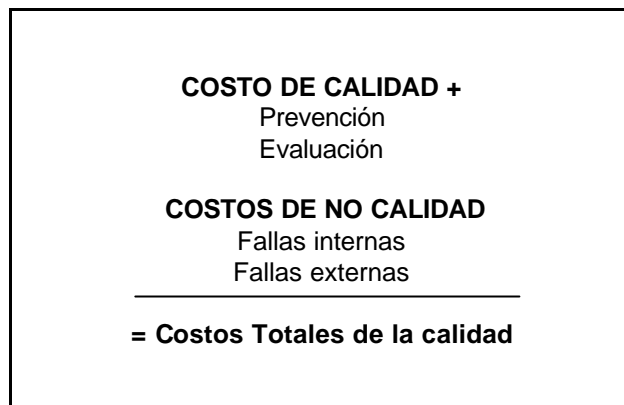 COSTO DE CALIDAD +
Prevención
Evaluación
COSTOS DE NO CALIDAD
Fallas internas
Fallas externas
= Costos Totales de la calidad